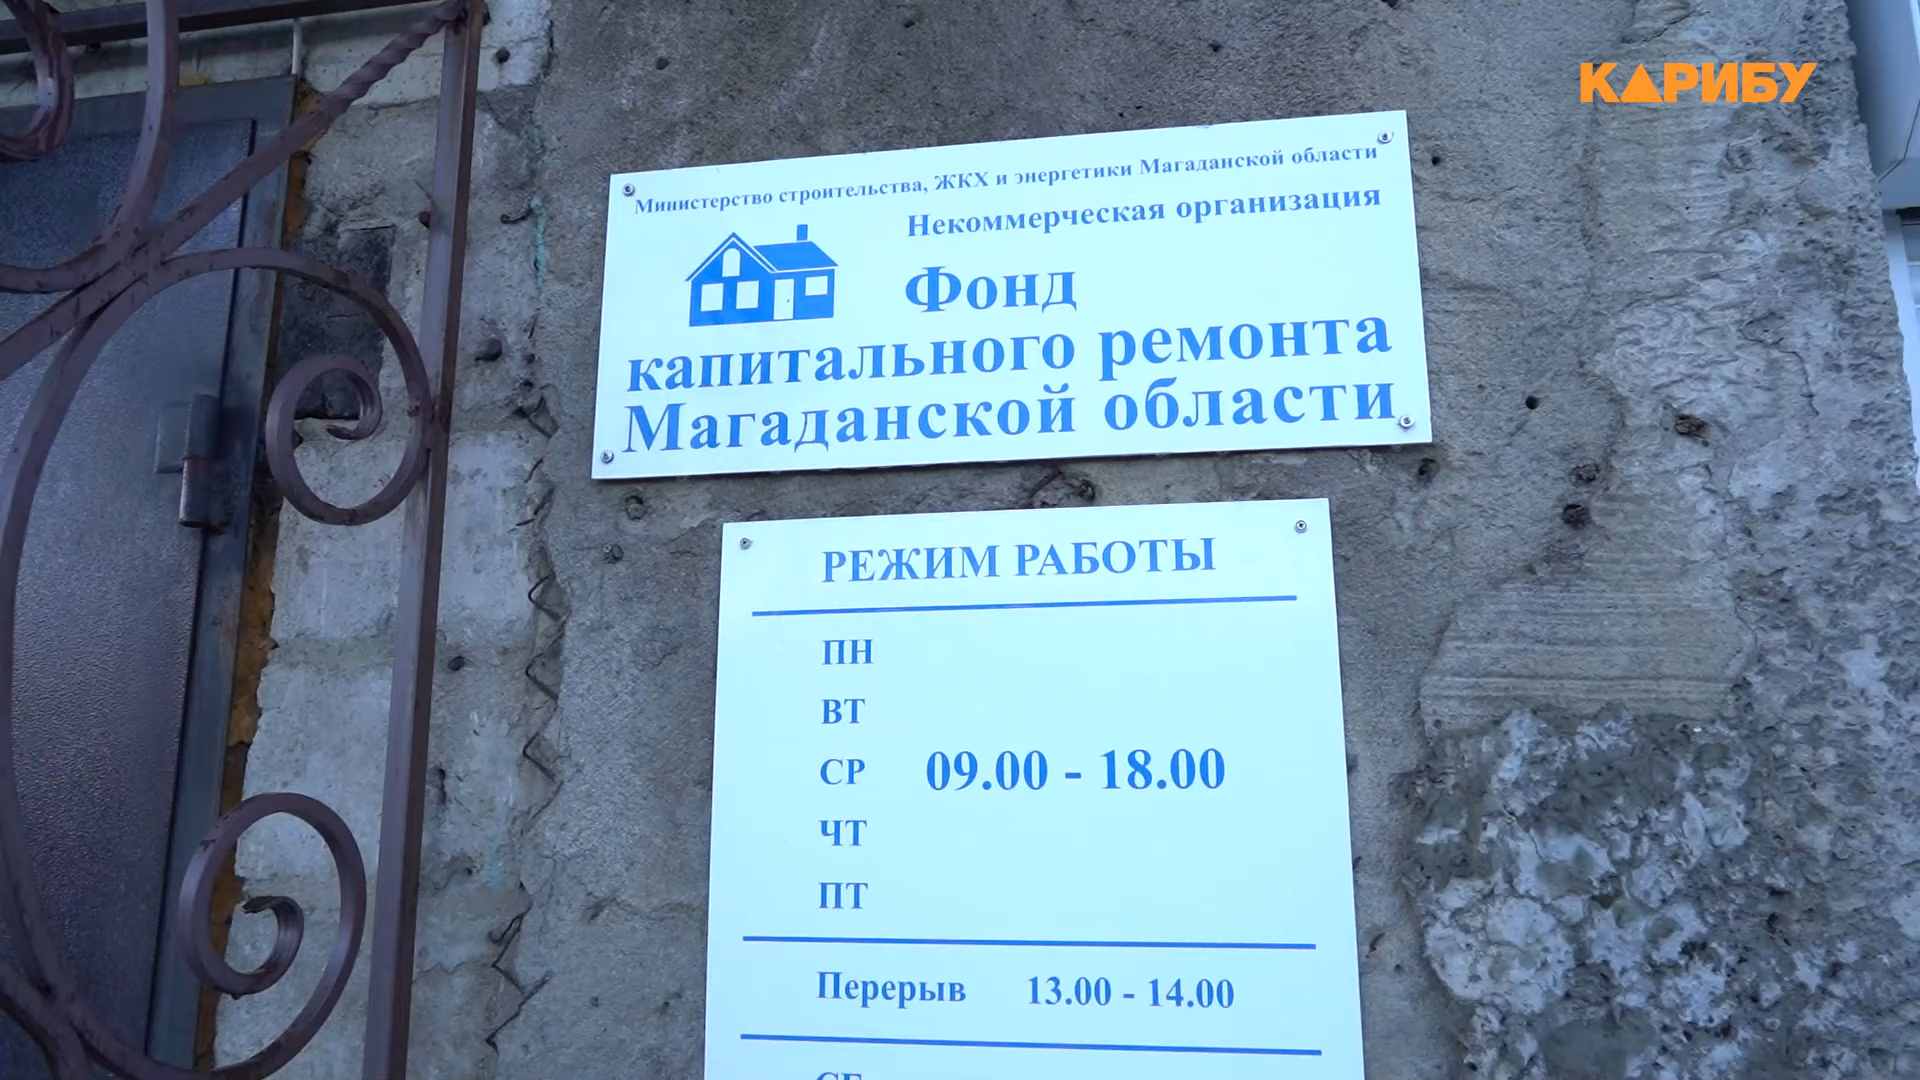 КАРИБУ
Министерство строительства, ЖКХ и энергетики Магаданской области
Некоммерческая организация
Фонд
капитального ремонта
Магаданской области
РЕЖИМ РАБОТЫ
ПН
ВТ
СР 09.00 - 18.00
ЧТ
ПТ
Перерыв 13.00 - 14.00